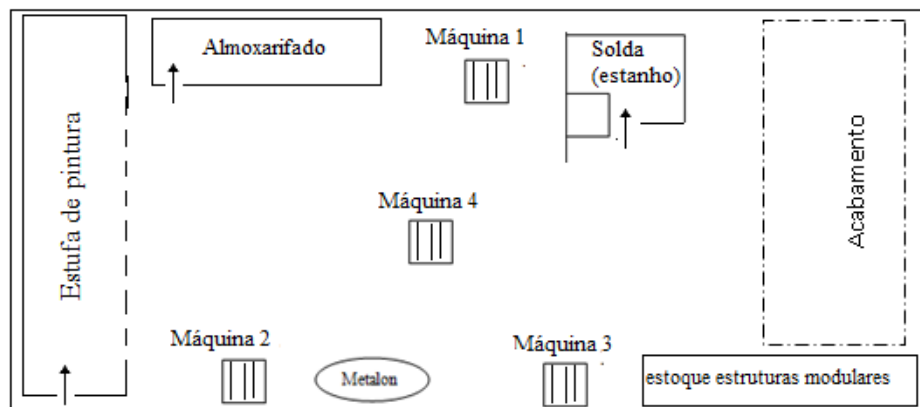 Almoxarifado
Máquina 1
Solda
(estanho)
Estufa de pintura
Acabamento
Máquina 4
Máquina 2
Metalon
Máquina 3
estoque estruturas modulares